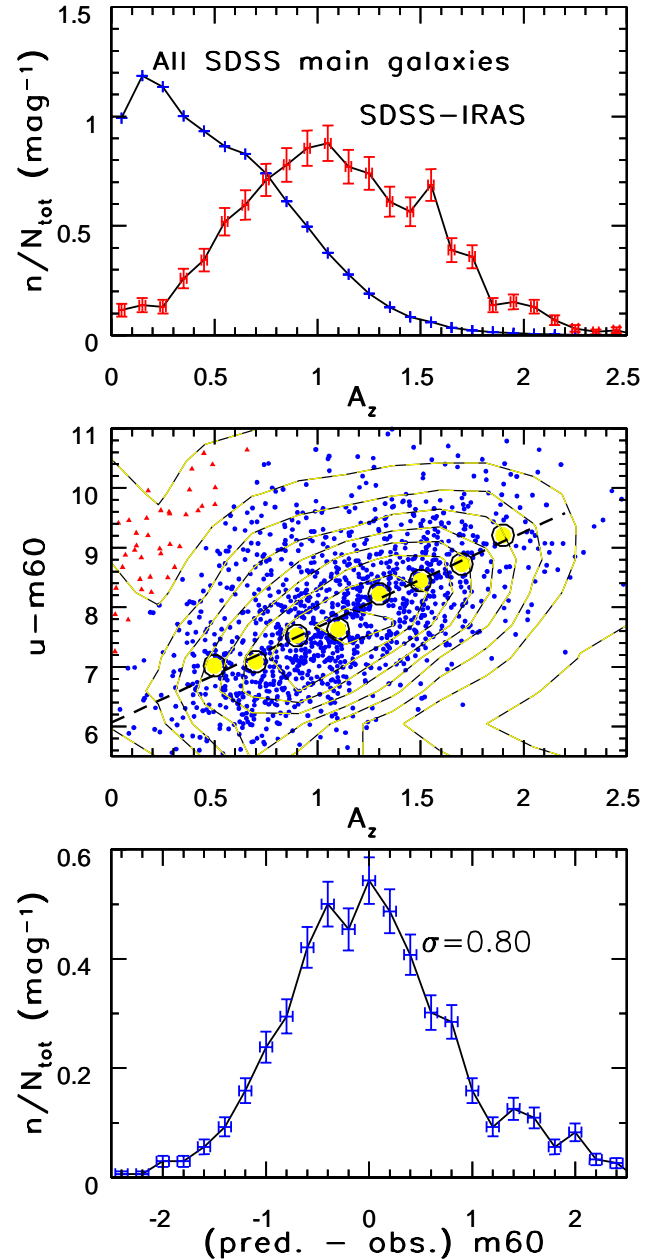 1.5
All SDSS main galaxies
SDSS−IRAS
1
0.5
0
n/N_tot (mag⁻¹)
0 0.5 1 1.5 2 2.5
A_z
11
10
9
8
7
6
u−m60
0 0.5 1 1.5 2 2.5
A_z
0.6
σ=0.80
0.4
0.2
0
n/N_tot (mag⁻¹)
-2 -1 0 1 2
(pred. − obs.) m60